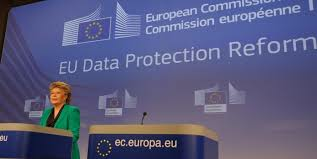 European Commission
Commission européenne
EU Data Protection Reform
ec.europa.eu